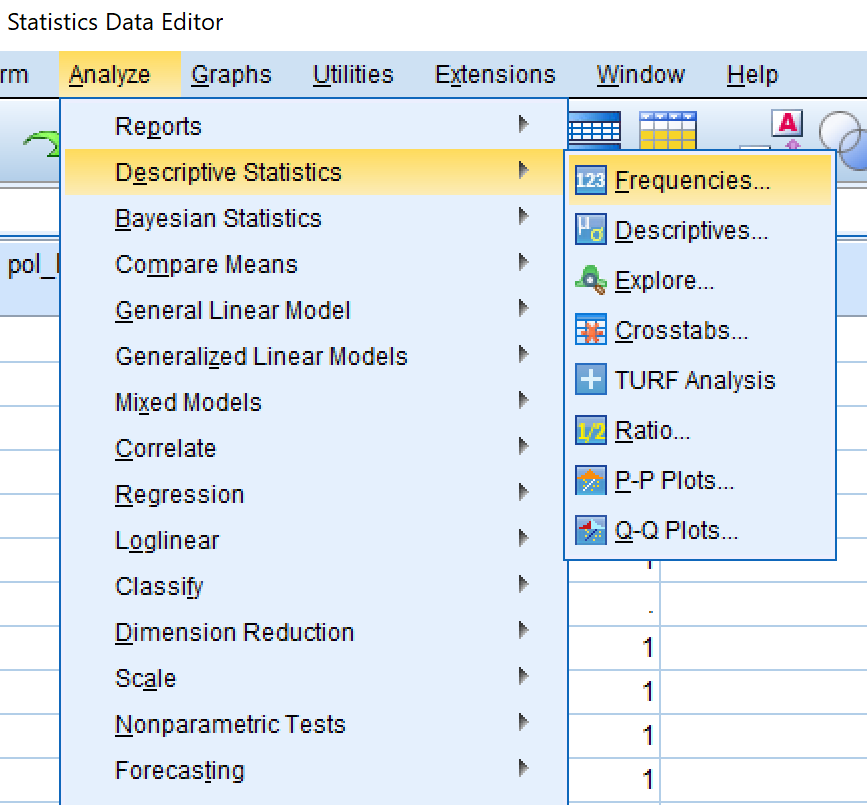 Statistics Data Editor
rm Analyze Graphs Utilities Extensions Window Help
Reports
Descriptive Statistics
Bayesian Statistics
Compare Means
General Linear Model
Generalized Linear Models
Mixed Models
Correlate
Regression
Loglinear
Classify
Dimension Reduction
Scale
Nonparametric Tests
Forecasting
A
123 Frequencies...
μ σ Descriptives...
Explore...
Crosstabs...
TURF Analysis
1/2 Ratio...
P-P Plots...
Q-Q Plots...
pol_
1
.
1
1
1
1